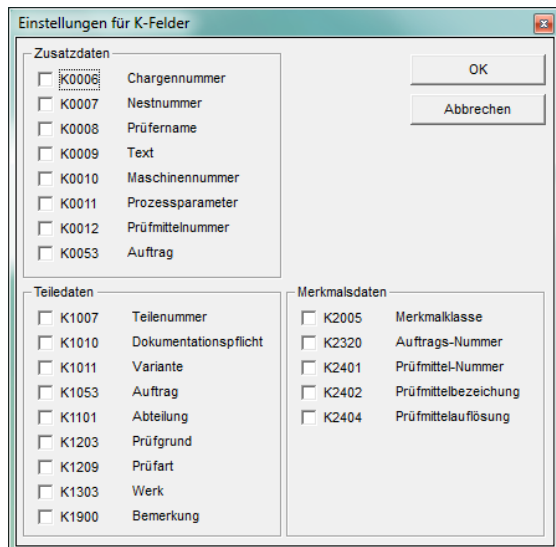 Einstellungen für K-Felder
Zusatzdaten
K0006 Chargennummer
K0007 Nestnummer
K0008 Prüfername
K0009 Text
K0010 Maschinennummer
K0011 Prozessparameter
K0012 Prüfmittelnummer
K0053 Auftrag
OK
Abbrechen
Teiledaten
K1007 Teilenummer
K1010 Dokumentationspflicht
K1011 Variante
K1053 Auftrag
K1101 Abteilung
K1203 Prüfgrund
K1209 Prüfart
K1303 Werk
K1900 Bemerkung
Merkmalsdaten
K2005 Merkmalklasse
K2320 Auftrags-Nummer
K2401 Prüfmittel-Nummer
K2402 Prüfmittelbezeichung
K2404 Prüfmittelauflösung